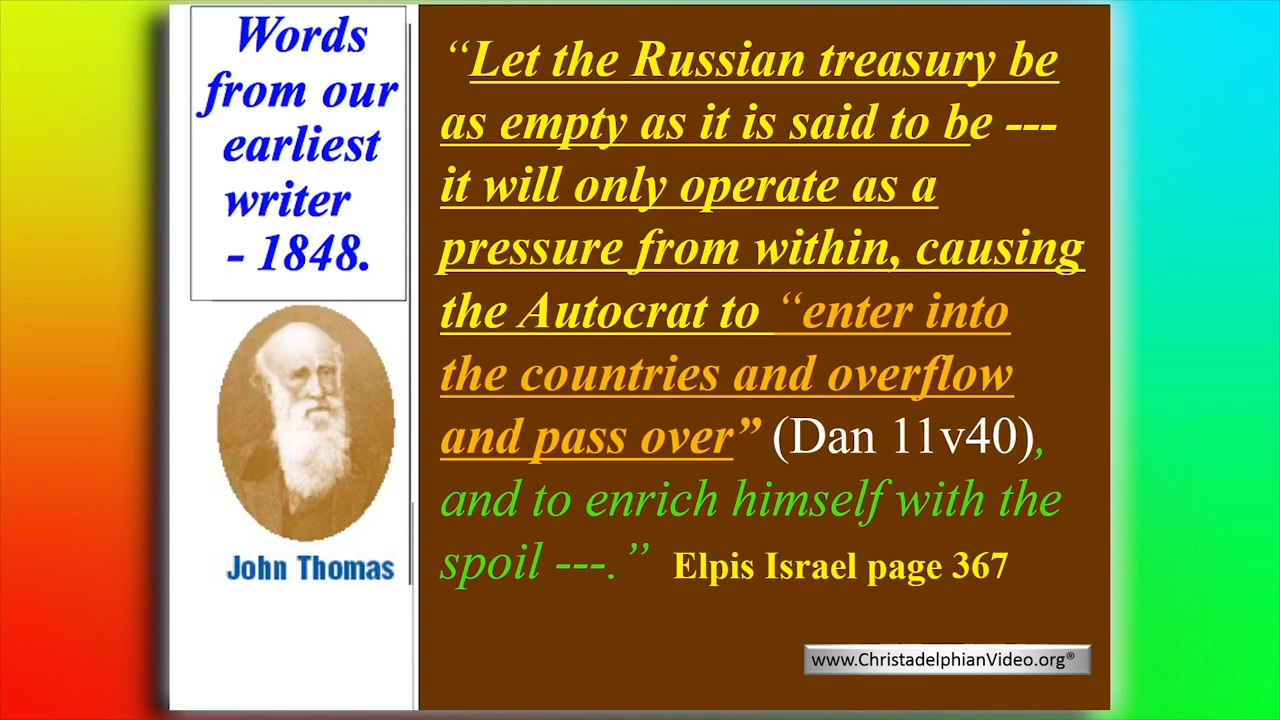 Words
from our
earliest
writer
- 1848.
John Thomas
“Let the Russian treasury be
as empty as it is said to be ---
it will only operate as a
pressure from within, causing
the Autocrat to “enter into
the countries and overflow
and pass over” (Dan 11v40),
and to enrich himself with the
spoil ---.” Elpis Israel page 367
www.ChristadelphianVideo.org®